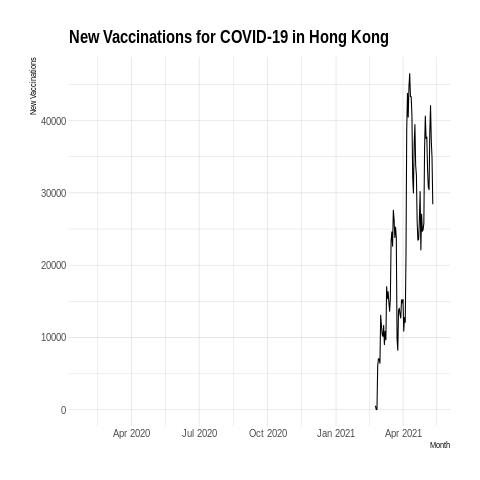 New Vaccinations for COVID-19 in Hong Kong
New Vaccinations
40000
30000
20000
10000
0
Apr 2020 Jul 2020 Oct 2020 Jan 2021 Apr 2021
Month